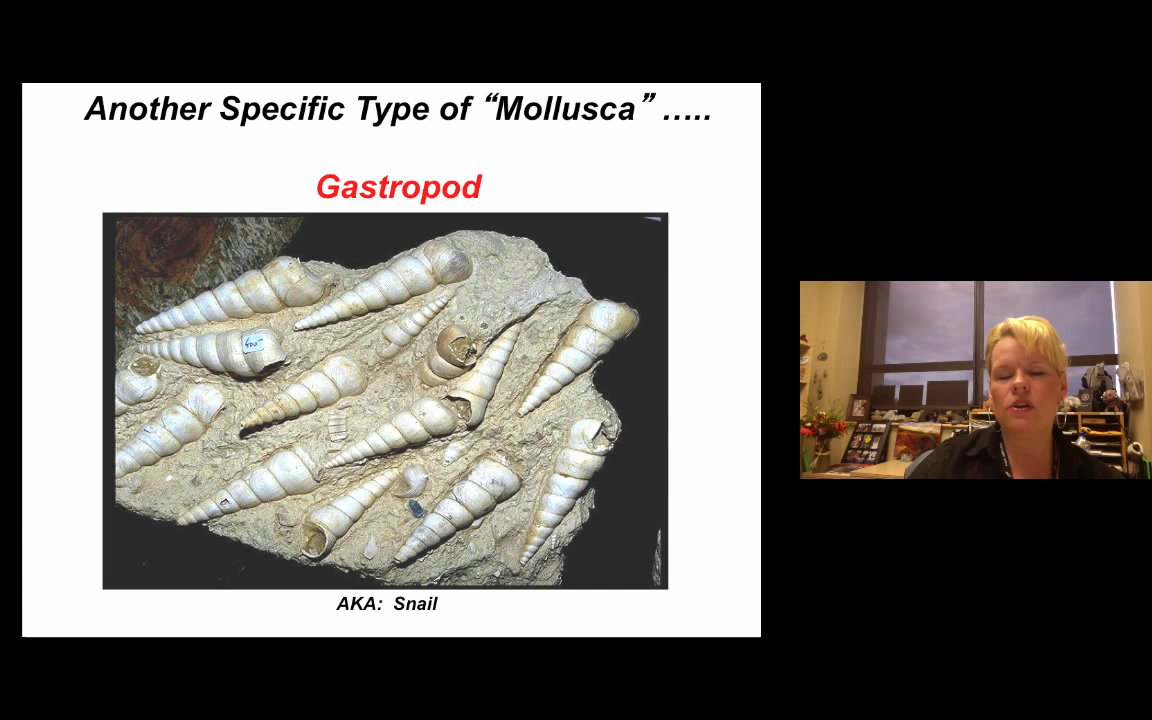 Another Specific Type of “Mollusca” …..
Gastropod
AKA: Snail